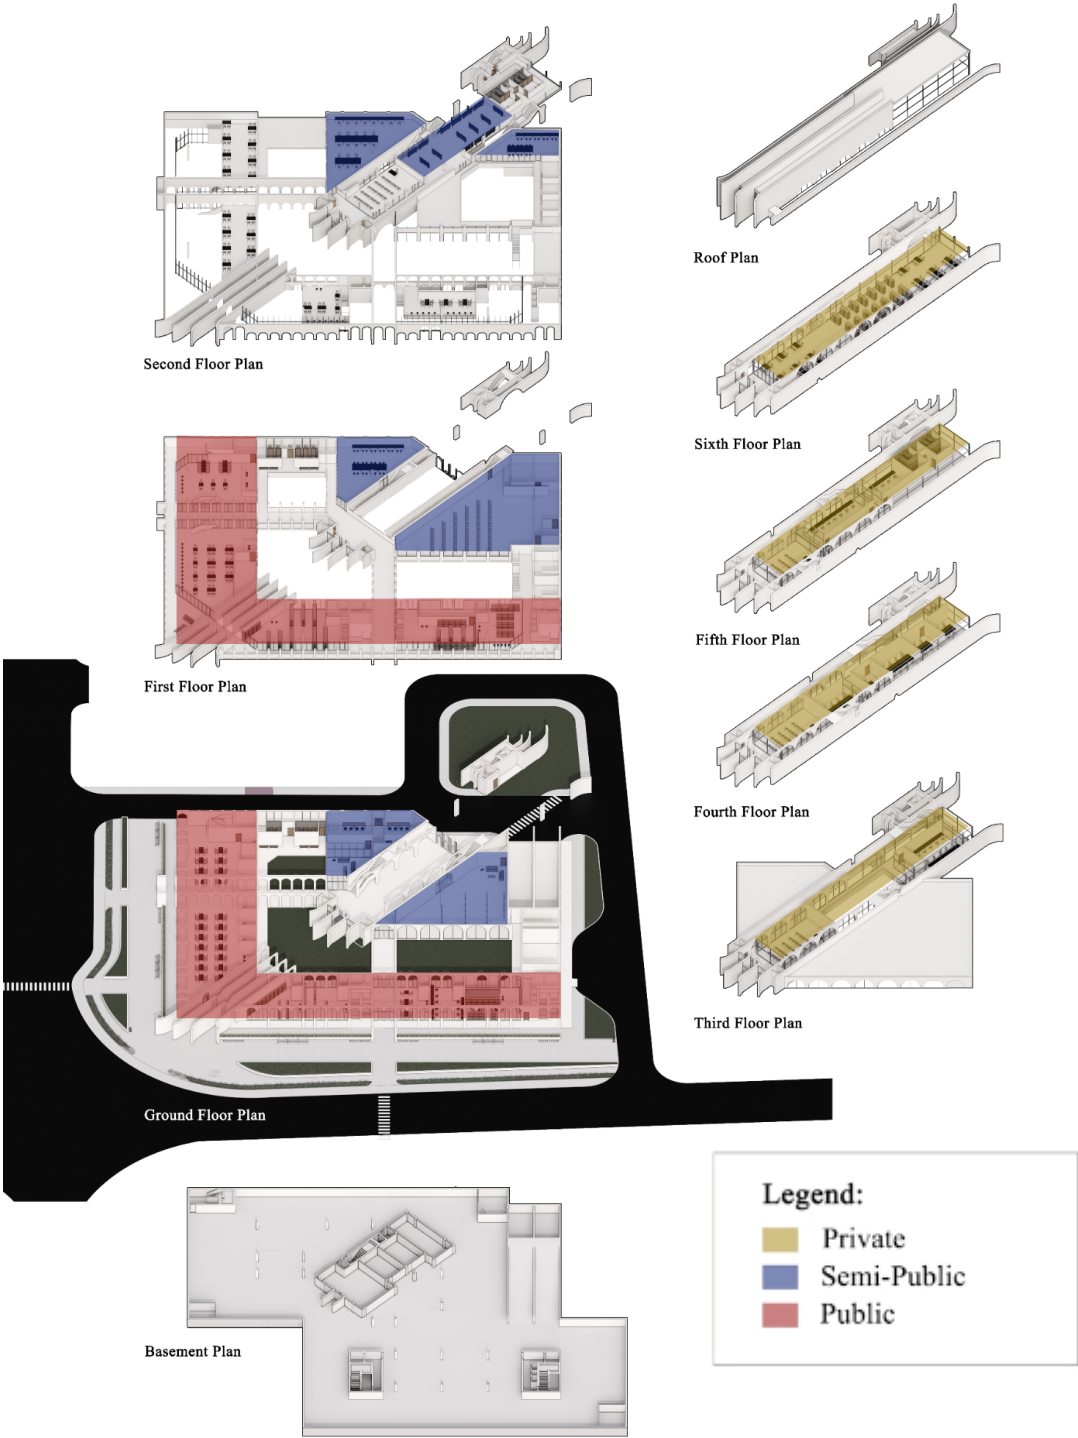 Second Floor Plan
First Floor Plan
Ground Floor Plan
Basement Plan
Roof Plan
Sixth Floor Plan
Fifth Floor Plan
Fourth Floor Plan
Third Floor Plan
Legend:
Private
Semi-Public
Public